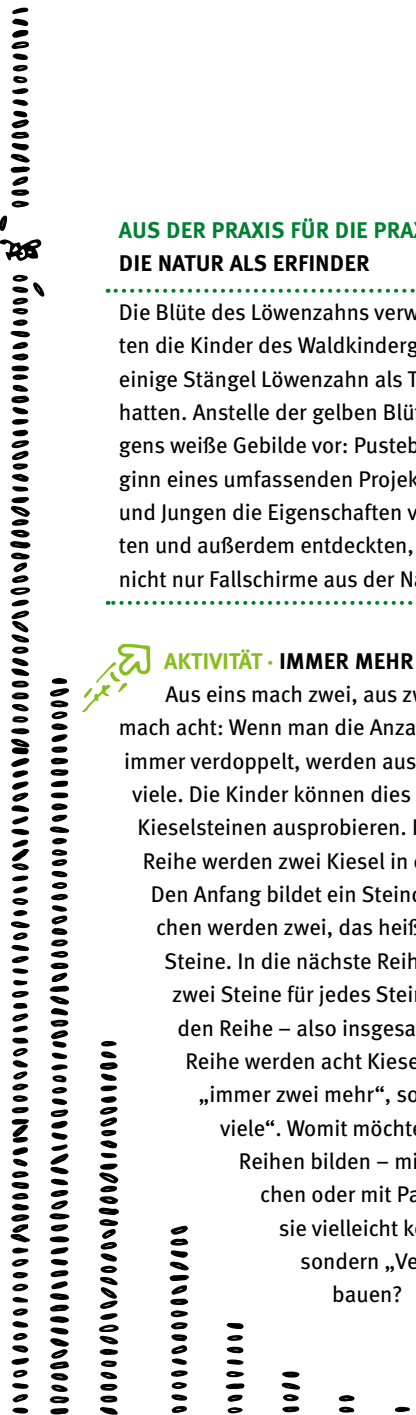 AUS DER PRAXIS FÜR DIE PRAX
DIE NATUR ALS ERFINDER
Die Blüte des Löwenzahns verw
ten die Kinder des Waldkinderg
einige Stängel Löwenzahn als T
hatten. Anstelle der gelben Blüt
gens weiße Gebilde vor: Pusteb
ginn eines umfassenden Projek
und Jungen die Eigenschaften v
ten und außerdem entdeckten,
nicht nur Fallschirme aus der Na
AKTIVITÄT · IMMER MEHR
Aus eins mach zwei, aus zw
mach acht: Wenn man die Anza
immer verdoppelt, werden aus
viele. Die Kinder können dies
Kieselsteinen ausprobieren.
Reihe werden zwei Kiesel in
Den Anfang bildet ein Steinc
chen werden zwei, das heiß
Steine. In die nächste Reih
zwei Steine für jedes Stein
den Reihe – also insgesa
Reihe werden acht Kiese
„immer zwei mehr“, so
viele“. Womit möchte
Reihen bilden – mi
chen oder mit Pa
sie vielleicht k
sondern „Ve
bauen?